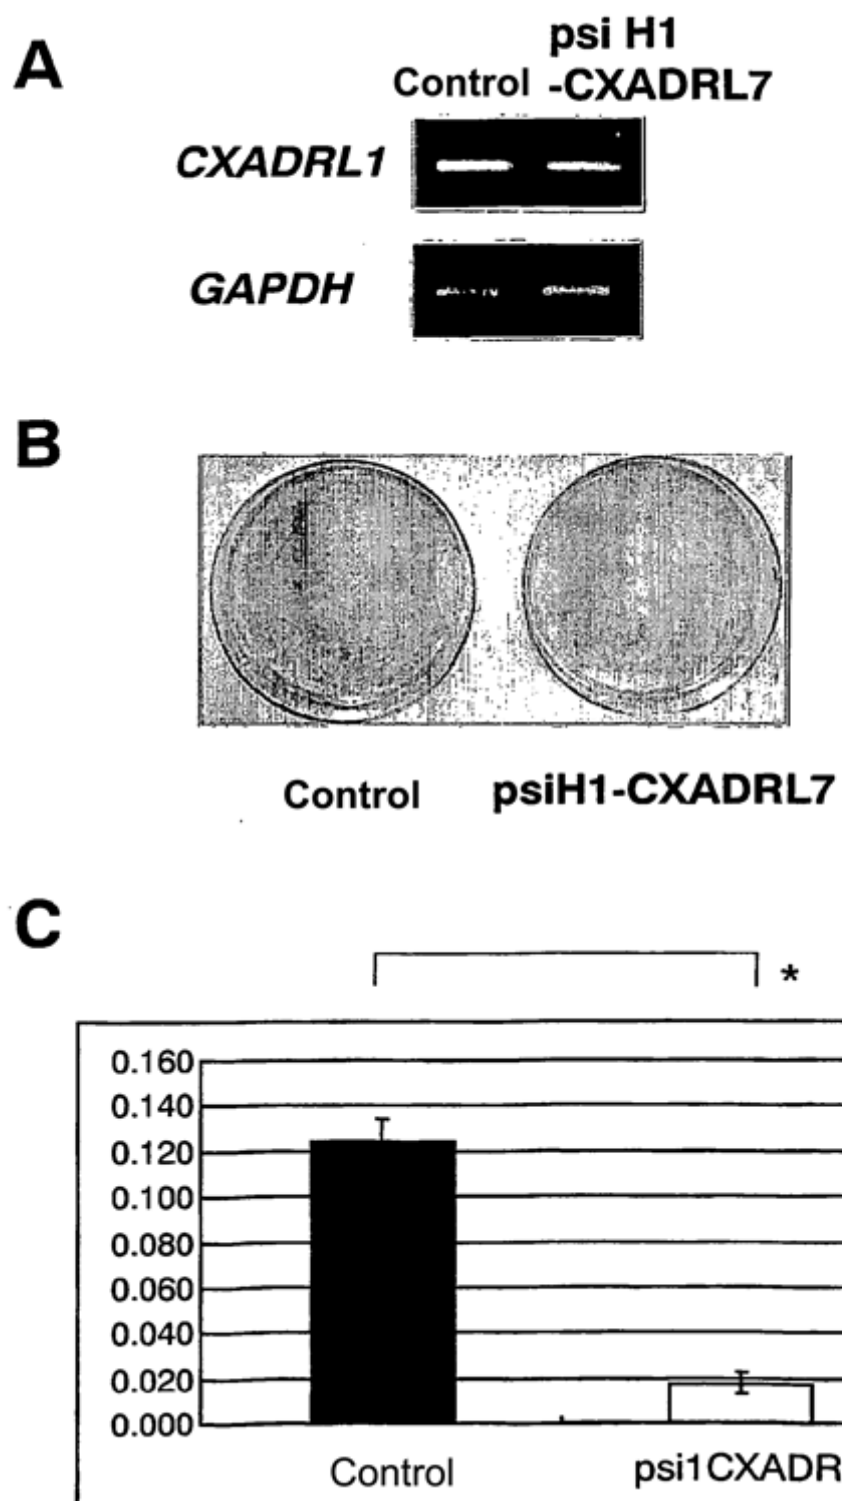 A
psi H1
Control -CXADRL7
CXADRL1
GAPDH
B
Control psiH1-CXADRL7
C
*
0.160
0.140
0.120
0.100
0.080
0.060
0.040
0.020
0.000
Control psi1CXADR